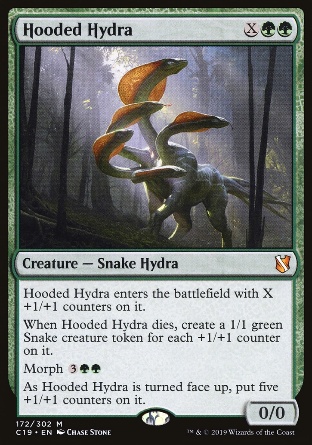 Hooded Hydra X
Creature — Snake Hydra
Hooded Hydra enters the battlefield with X
+1/+1 counters on it.
When Hooded Hydra dies, create a 1/1 green
Snake creature token for each +1/+1 counter
on it.
Morph 3
As Hooded Hydra is turned face up, put five
+1/+1 counters on it.
0/0
172/302 M
C19 • EN Chase Stone
™ & © 2019 Wizards of the Coast